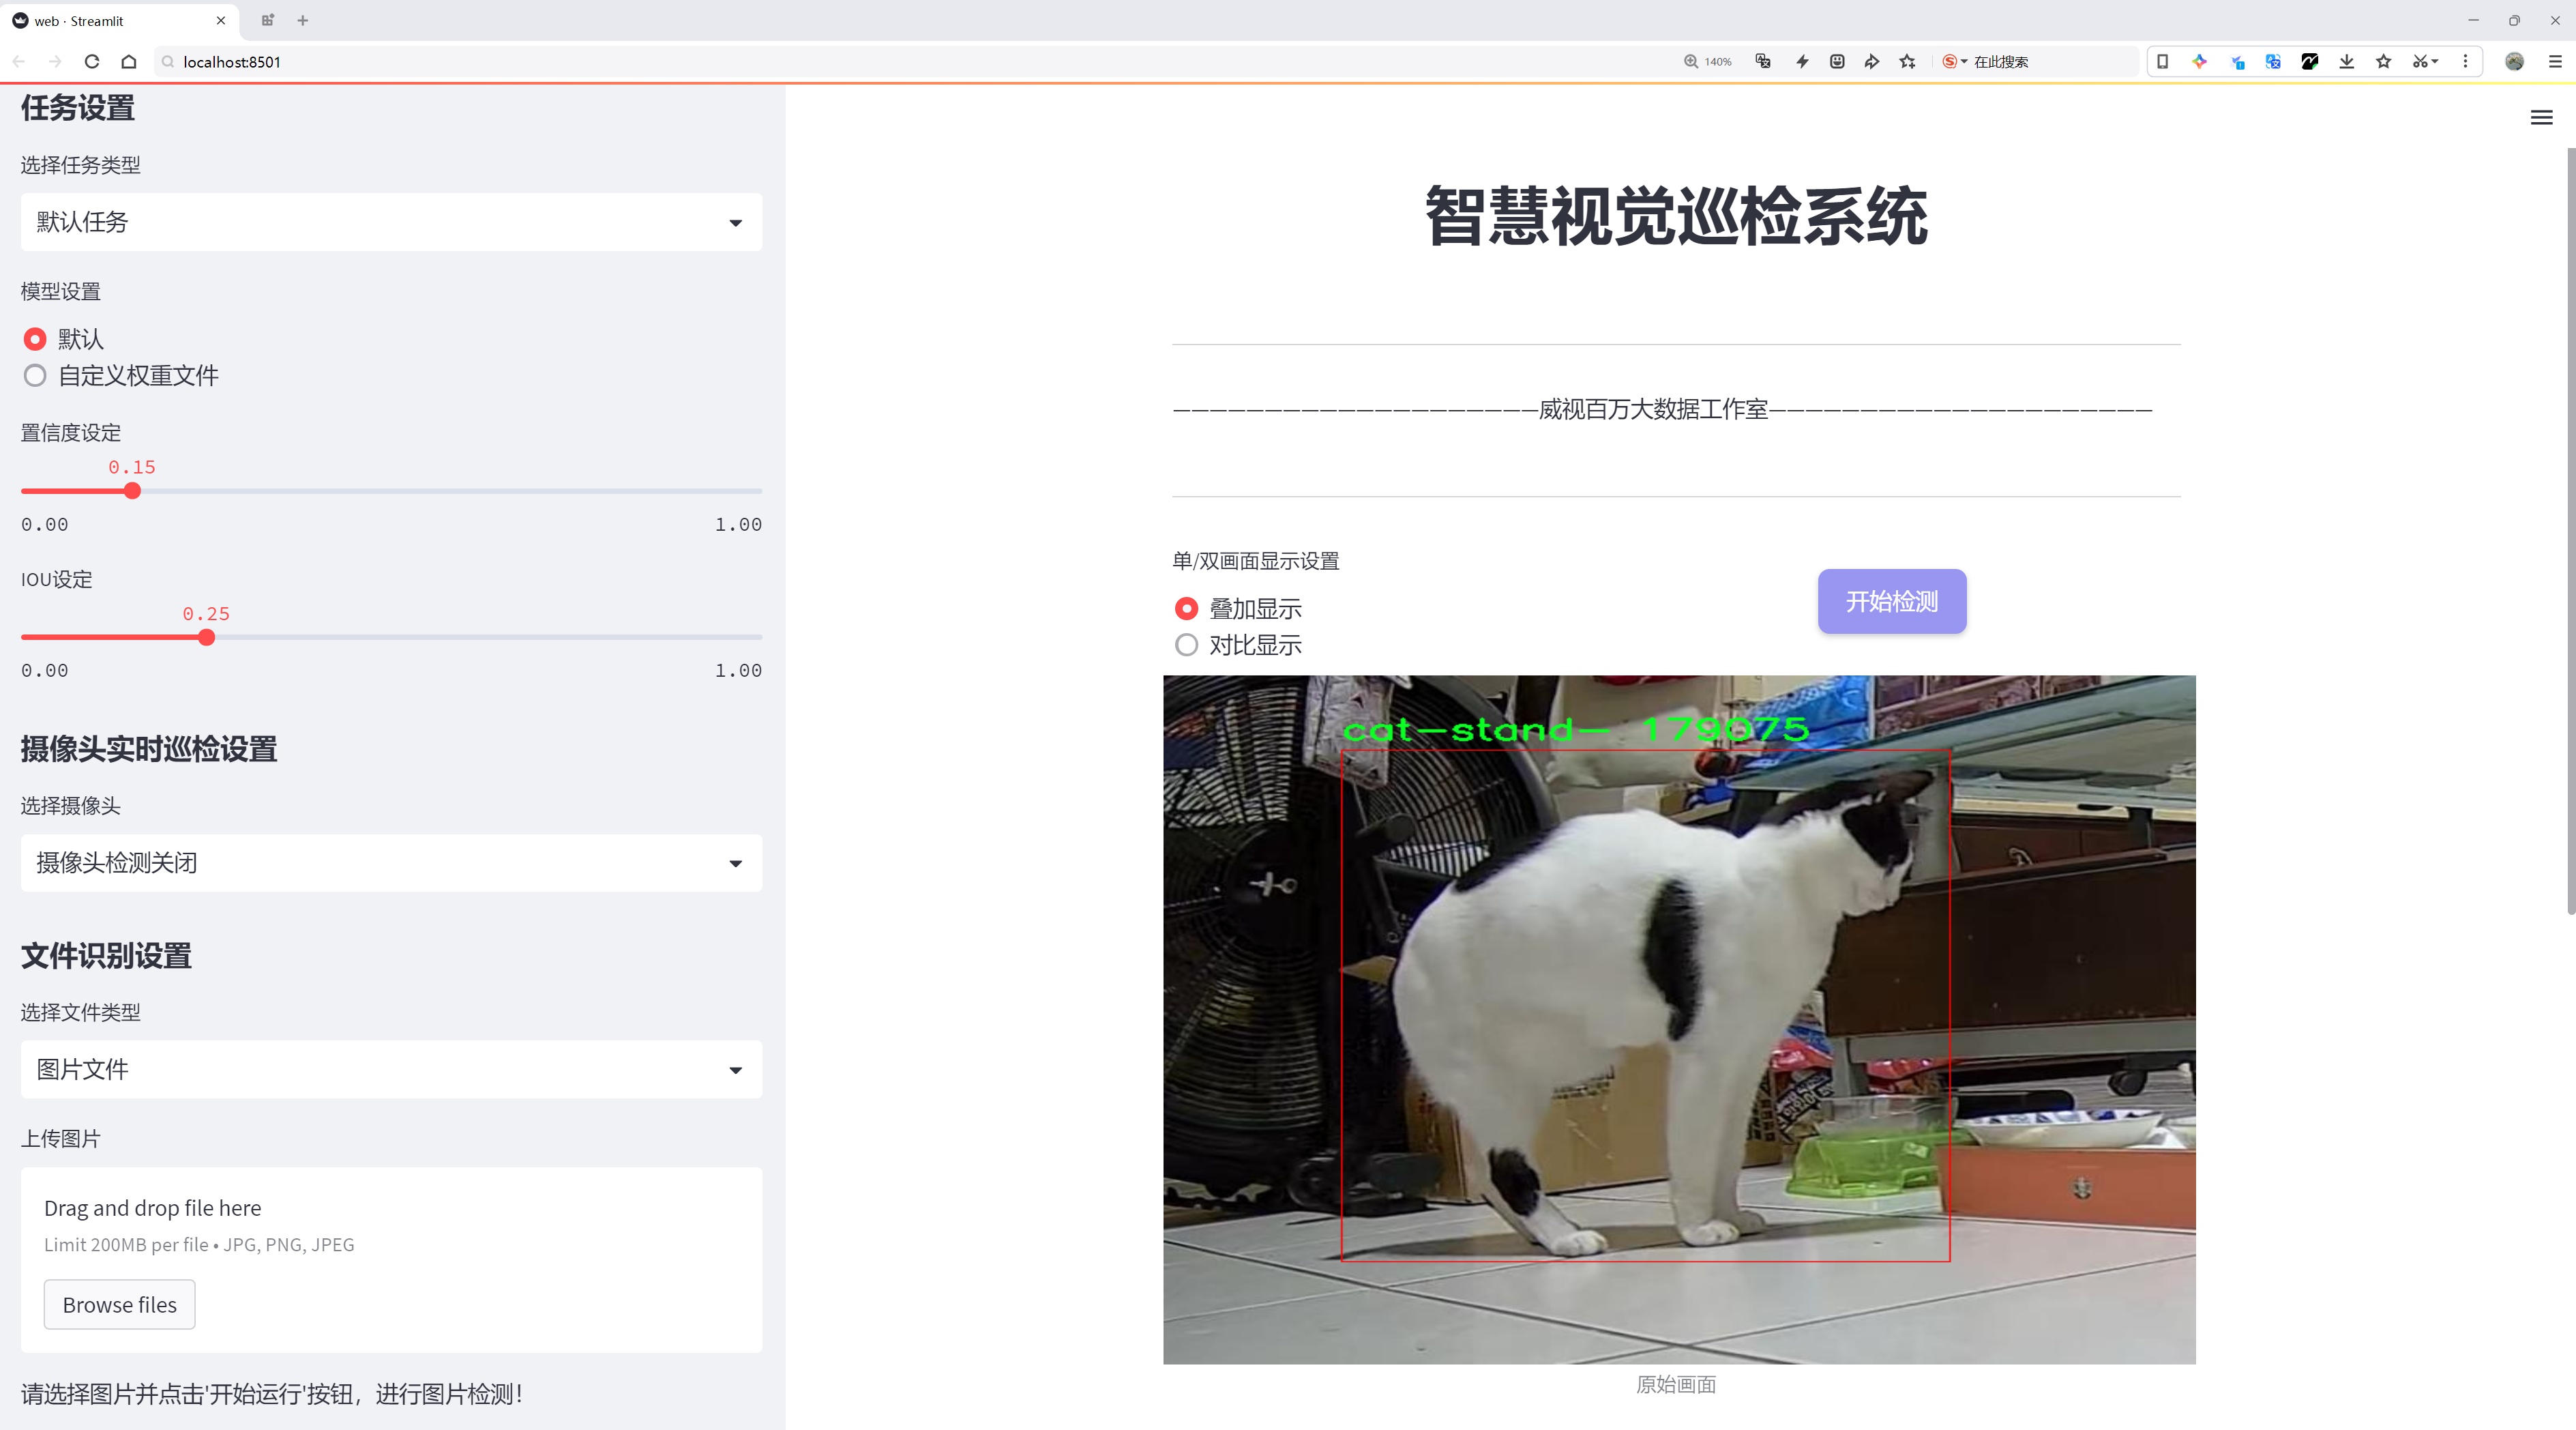 web · Streamlit
localhost:8501
140%
在此搜索
任务设置
选择任务类型
默认任务
模型设置
默认
自定义权重文件
置信度设定
0.15
0.00 1.00
IOU设定
0.25
0.00 1.00
摄像头实时巡检设置
选择摄像头
摄像头检测关闭
文件识别设置
选择文件类型
图片文件
上传图片
Drag and drop file here
Limit 200MB per file • JPG, PNG, JPEG
Browse files
请选择图片并点击'开始运行'按钮，进行图片检测！
智慧视觉巡检系统
————————————————————威视百万大数据工作室—————————————————————
单/双画面显示设置
叠加显示
对比显示
开始检测
cat-stand- 179075
原始画面